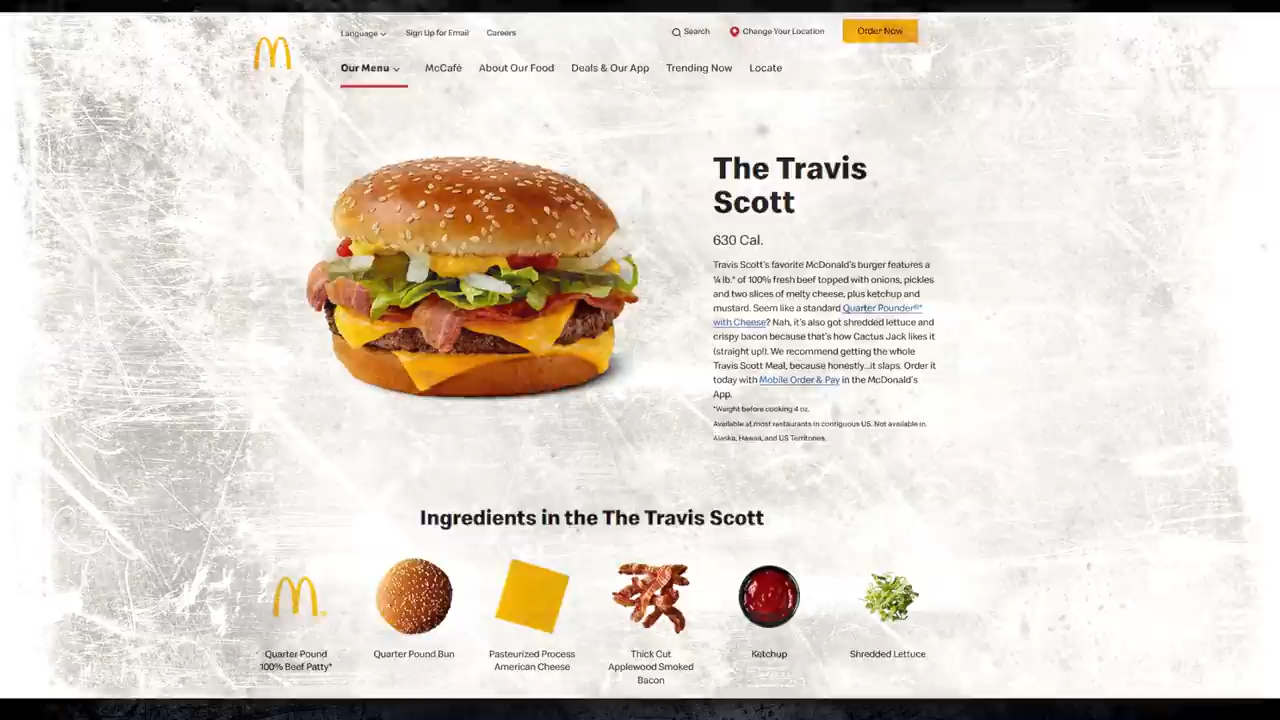 Language
Sign Up for Email
Careers
Search
Change Your Location
Order Now
Our Menu
McCafé
About Our Food
Deals & Our App
Trending Now
Locate
The Travis
Scott
630 Cal.
Travis Scott's favorite McDonald's burger features a
¼ lb.* of 100% fresh beef topped with onions, pickles
and two slices of melty cheese, plus ketchup and
mustard. Seem like a standard Quarter Pounder®*
with Cheese? Nah, it's also got shredded lettuce and
crispy bacon because that's how Cactus Jack likes it
(straight up!). We recommend getting the whole
Travis Scott Meal, because honestly...it slaps. Order it
today with Mobile Order & Pay in the McDonald's
App.
*Weight before cooking 4 oz.
Available at most restaurants in contiguous US. Not available in
Alaska, Hawaii, and US Territories.
Ingredients in the The Travis Scott
Quarter Pound
100% Beef Patty*
Quarter Pound Bun
Pasteurized Process
American Cheese
Thick Cut
Applewood Smoked
Bacon
Ketchup
Shredded Lettuce